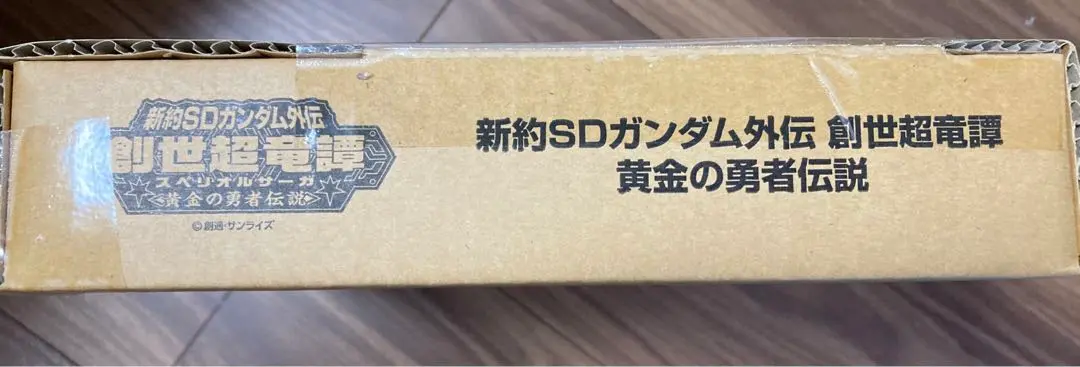 新約SDガンダム外伝
創世超竜譚
スペリオルサーガ
黄金の勇者伝説
©創通・サンライズ
新約SDガンダム外伝 創世超竜譚
黄金の勇者伝説